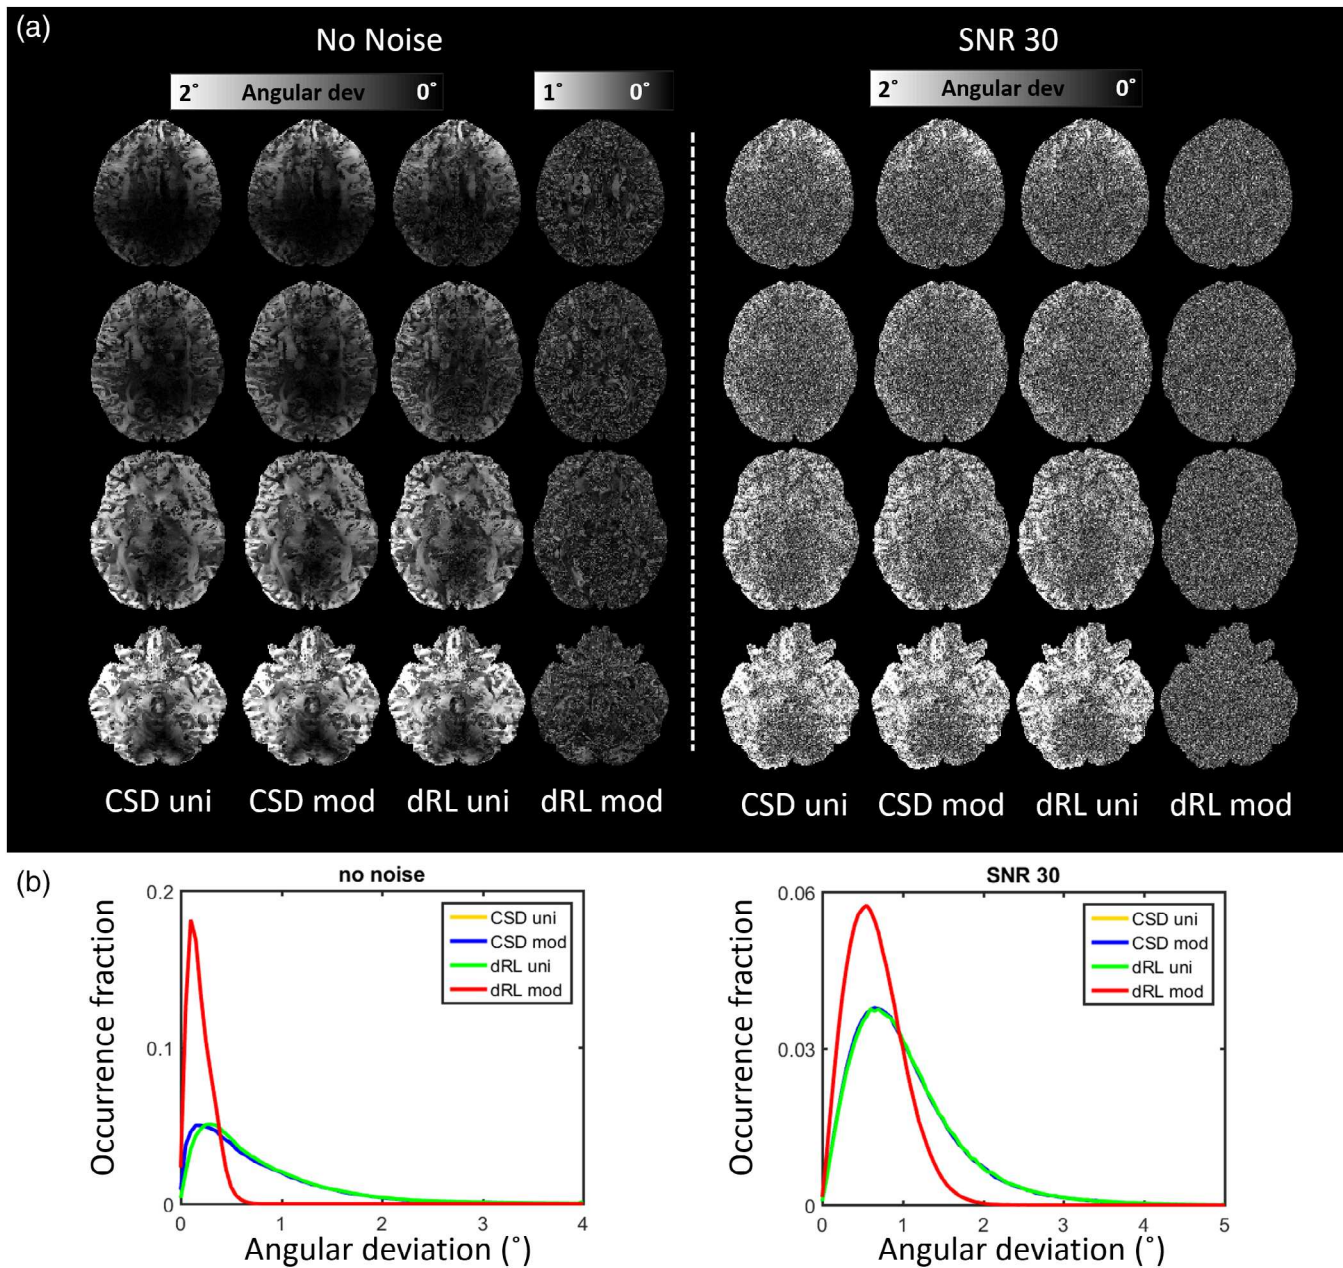 (a)
No Noise
SNR 30
2° Angular dev 0°
1° 0°
2° Angular dev 0°
CSD uni CSD mod dRL uni dRL mod
CSD uni CSD mod dRL uni dRL mod
(b)
no noise
Occurrence fraction
0.2
0.1
0
CSD uni
CSD mod
dRL uni
dRL mod
0 1 2 3 4
Angular deviation (°)
SNR 30
Occurrence fraction
0.06
0.03
0
CSD uni
CSD mod
dRL uni
dRL mod
0 1 2 3 4 5
Angular deviation (°)